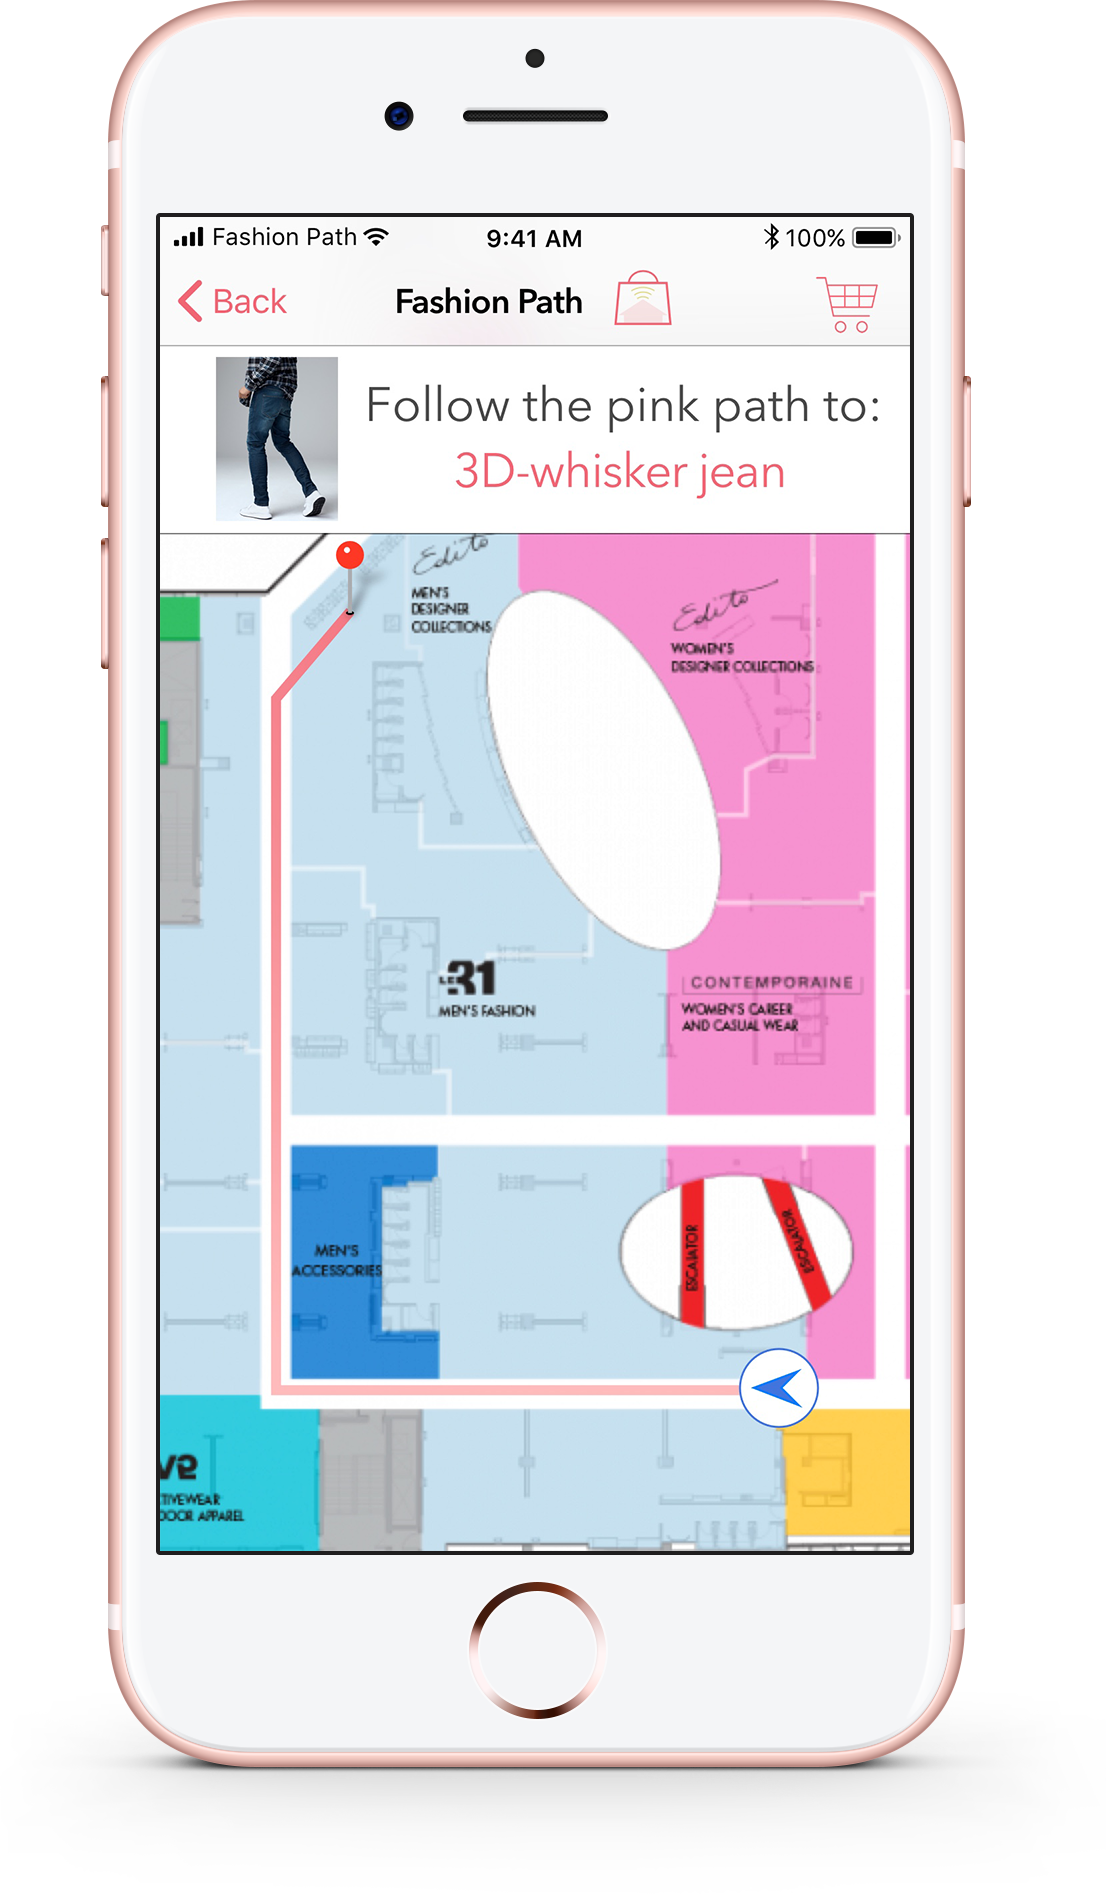 Fashion Path
9:41 AM
100%
Back
Fashion Path
Follow the pink path to:
3D-whisker jean
Edito
MEN'S
DESIGNER
COLLECTIONS
Edito
WOMEN'S
DESIGNER COLLECTIONS
LE 31
MEN'S FASHION
CONTEMPORAINE
WOMEN'S CAREER
AND CASUAL WEAR
MEN'S
ACCESSORIES
ESCALATOR
ESCALATOR
TIVEWEAR
DOOR APPAREL